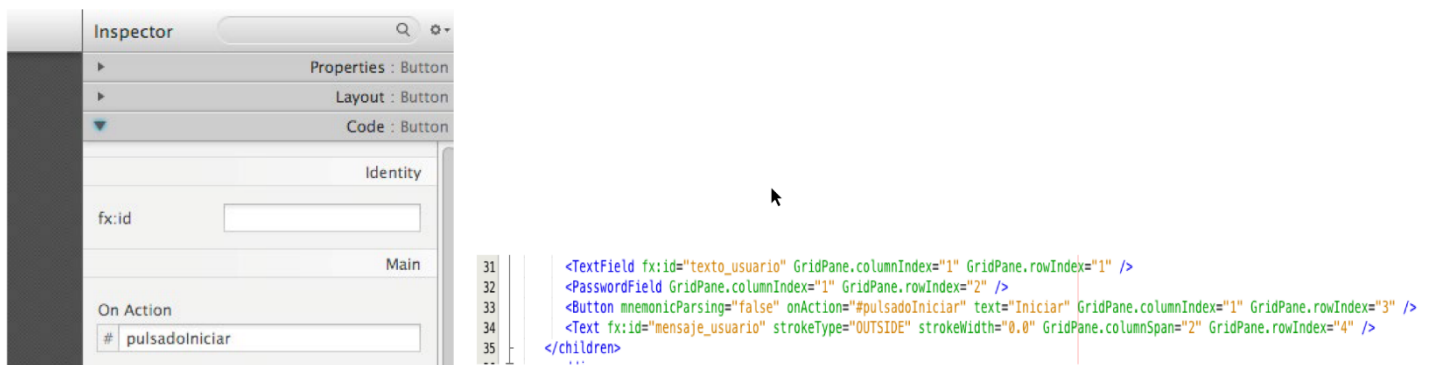 Inspector
Properties : Button
Layout : Button
Code : Button
Identity
fx:id
Main
On Action
# pulsadoIniciar
31 <TextField fx:id="texto_usuario" GridPane.columnIndex="1" GridPane.rowIndex="1" />
32 <PasswordField GridPane.columnIndex="1" GridPane.rowIndex="2" />
33 <Button mnemonicParsing="false" onAction="#pulsadoIniciar" text="Iniciar" GridPane.columnIndex="1" GridPane.rowIndex="3" />
34 <Text fx:id="mensaje_usuario" strokeType="OUTSIDE" strokeWidth="0.0" GridPane.columnSpan="2" GridPane.rowIndex="4" />
35 </children>